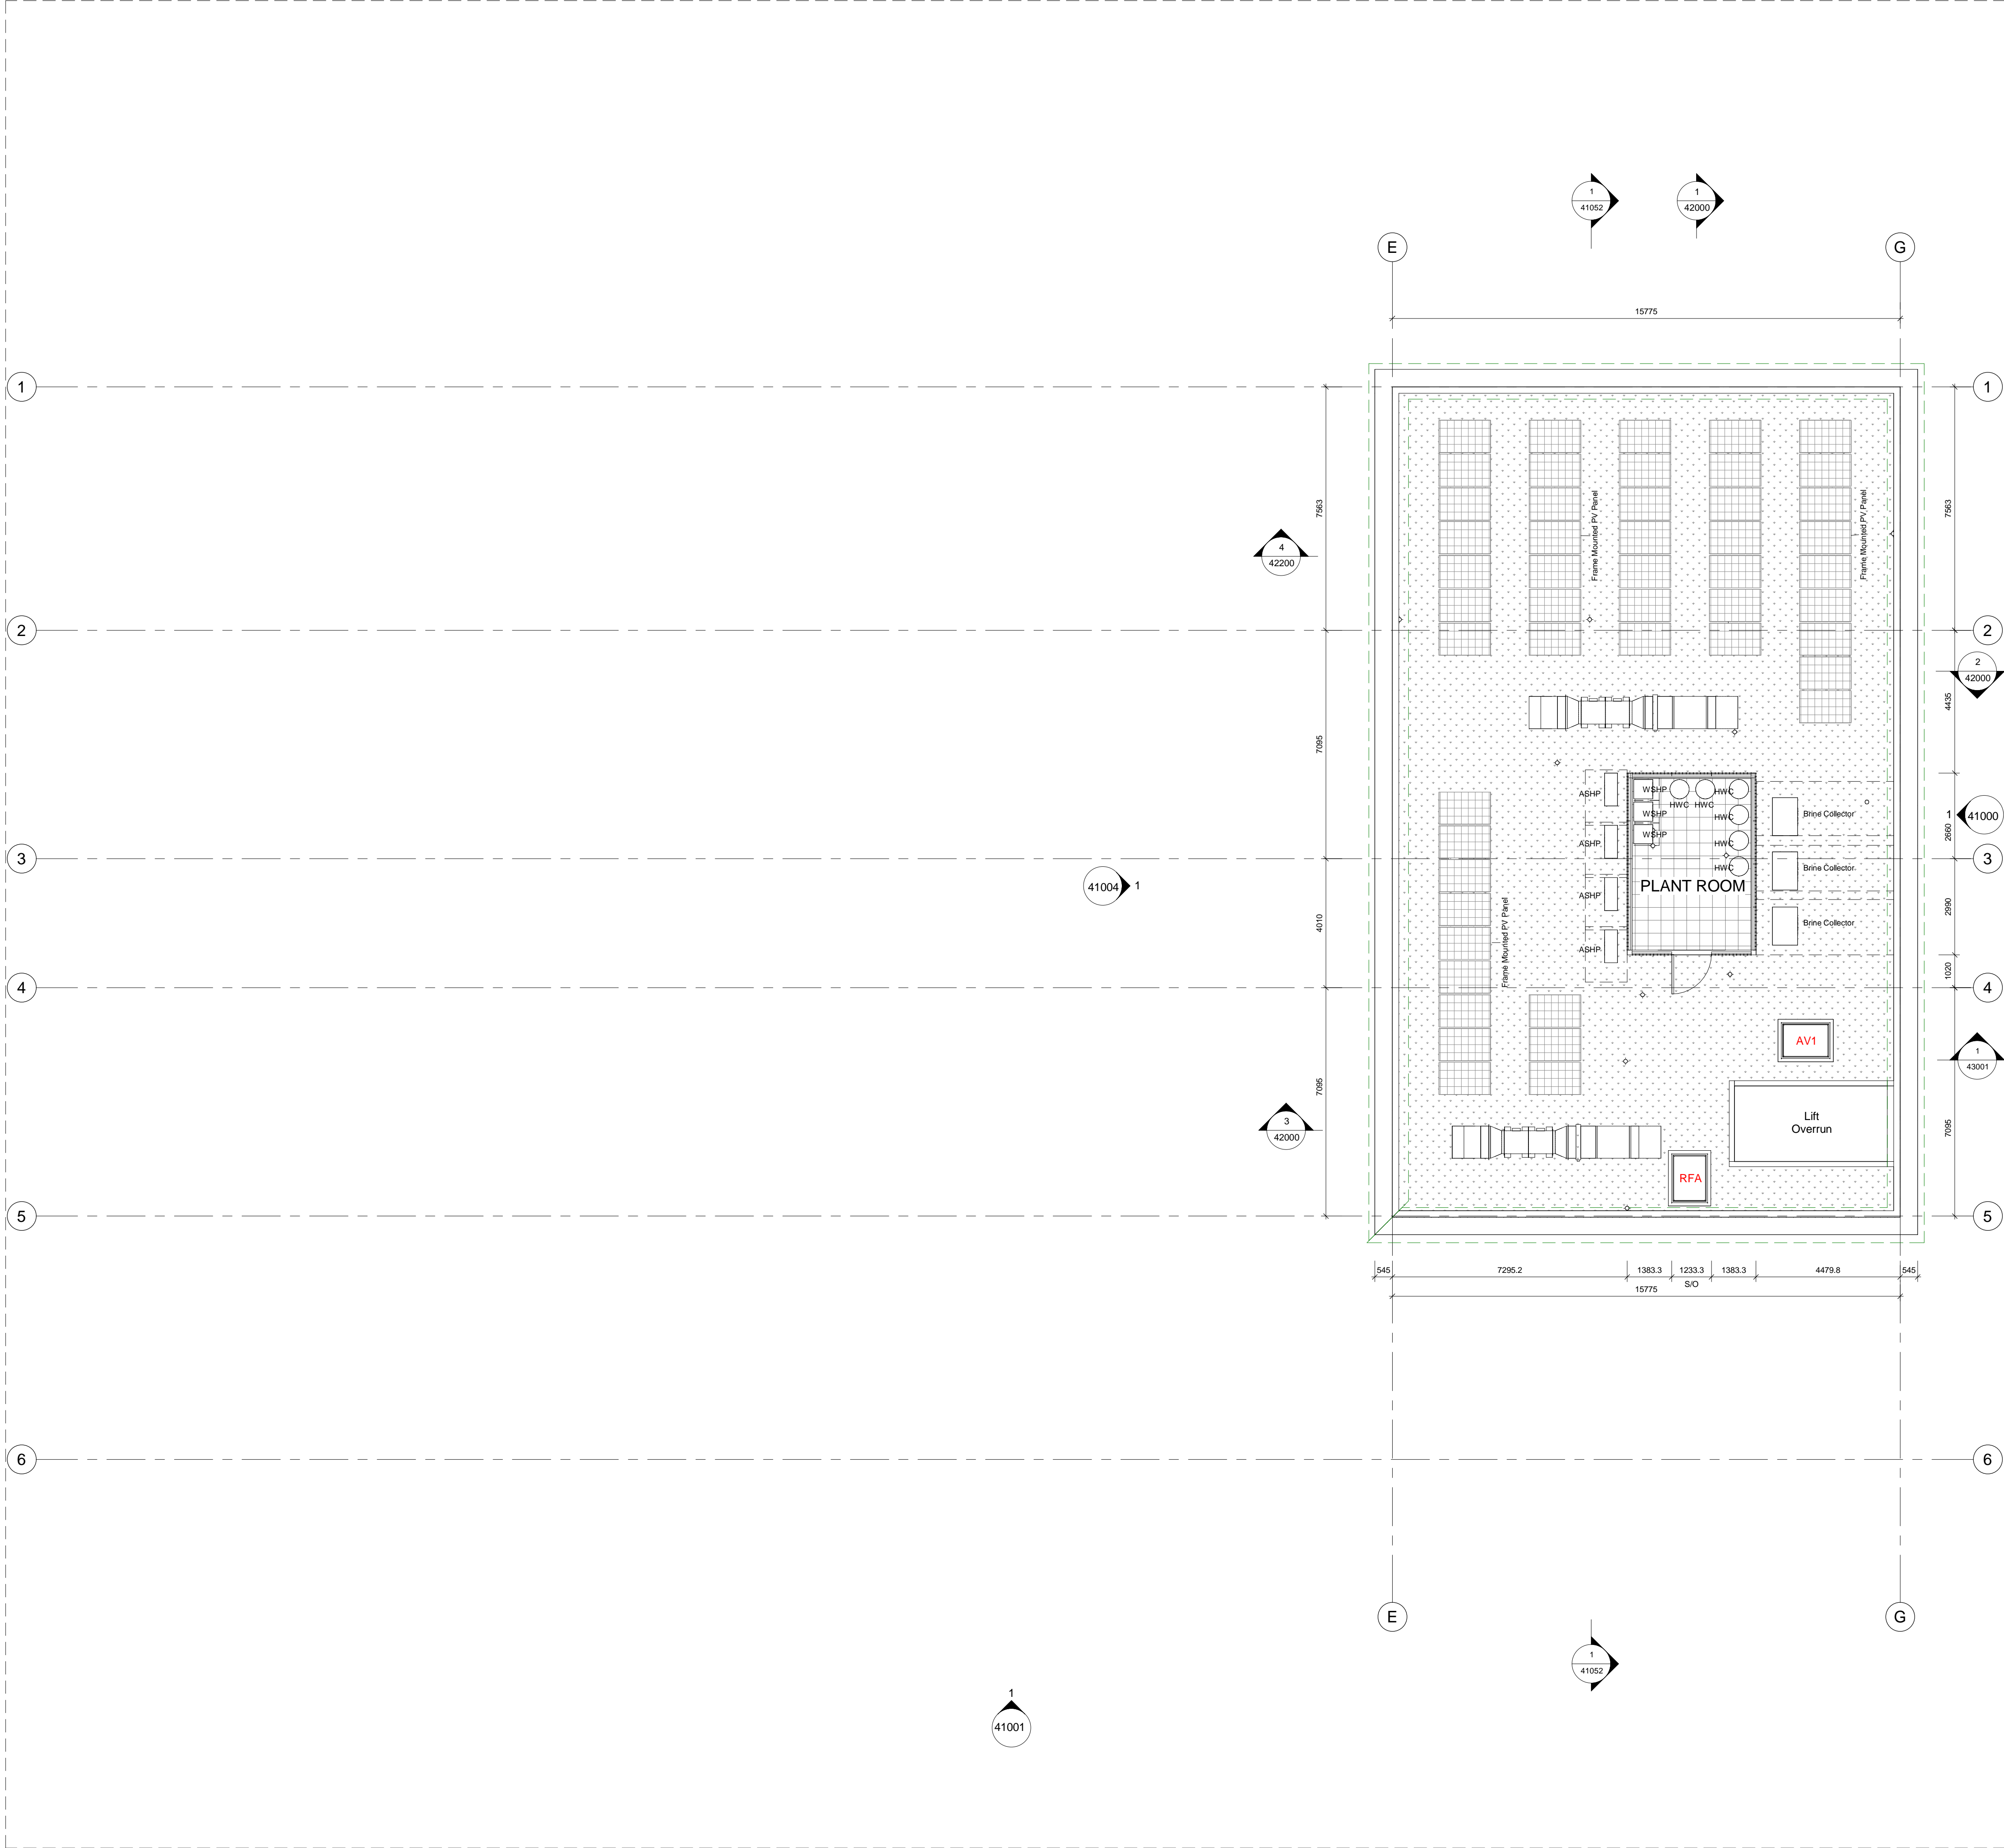 1
41052
1
42000
E
G
15775
1
1
7563
7563
Frame Mounted PV Panel
Frame Mounted PV Panel
4
42200
2
2
2
42000
4435
7095
ASHP
WSHP
HWC
HWC
HWC
WSHP
HWC
WSHP
HWC
HWC
ASHP
ASHP
ASHP
Brine Collector
Brine Collector
Brine Collector
1
41000
2660
3
3
41004
1
PLANT ROOM
4010
2990
Frame Mounted PV Panel
1020
4
4
AV1
1
43001
7095
7095
3
42000
Lift
Overrun
RFA
5
5
545
7295.2
1383.3
1233.3
1383.3
4479.8
545
S/O
15775
6
6
E
G
1
41052
1
41001